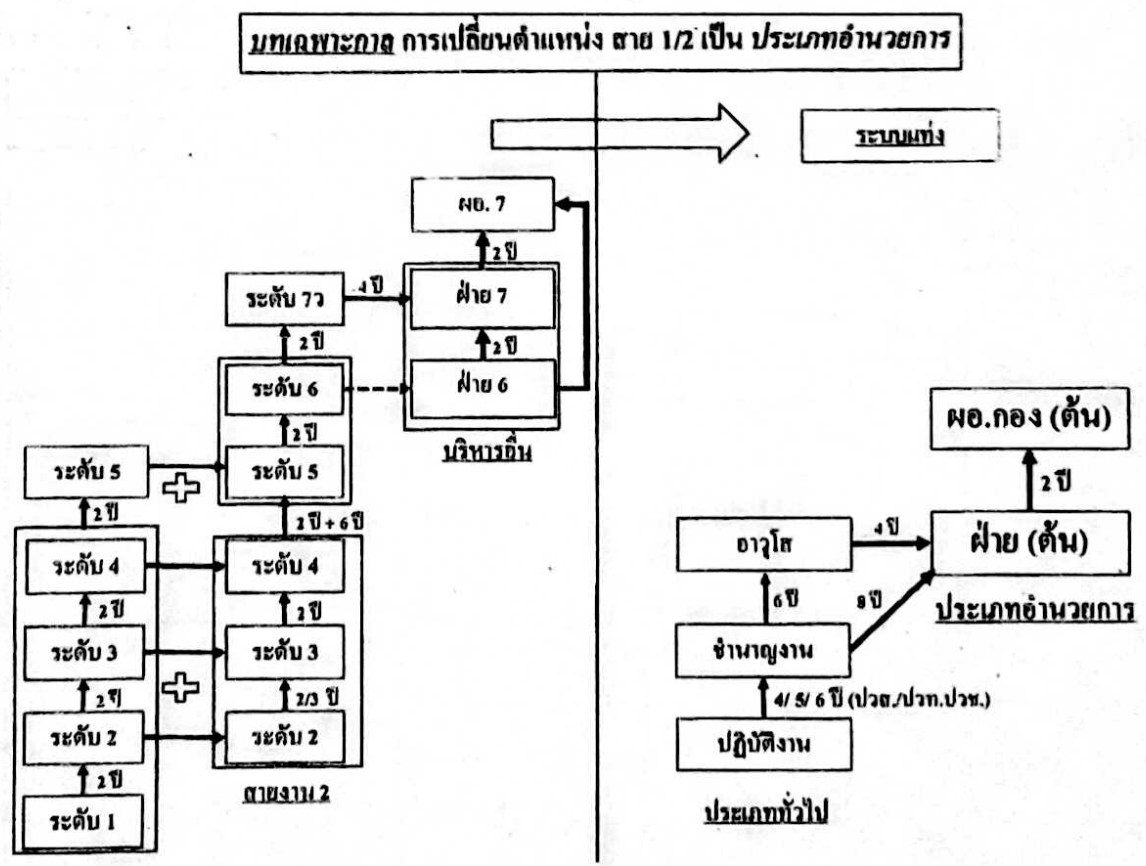 บทเฉพาะกาล การเปลี่ยนตำแหน่ง สาย 1/2 เป็น ประเภทอำนวยการ
ระบบแท่ง
ผอ. 7
2 ปี
ระดับ 7ว
4 ปี
ฝ่าย 7
2 ปี
2 ปี
ระดับ 6
ฝ่าย 6
2 ปี
บริหารอื่น
ระดับ 5
ระดับ 5
2 ปี
2 ปี + 6 ปี
ระดับ 4
ระดับ 4
2 ปี
2 ปี
ระดับ 3
ระดับ 3
2 ปี
2/3 ปี
ระดับ 2
ระดับ 2
2 ปี
สายงาน 2
ระดับ 1
ผอ.กอง (ต้น)
2 ปี
อาวุโส
4 ปี
ฝ่าย (ต้น)
6 ปี
8 ปี
ประเภทอำนวยการ
ชำนาญงาน
4/ 5/ 6 ปี (ปวส./ปวท.ปวช.)
ปฏิบัติงาน
ประเภททั่วไป